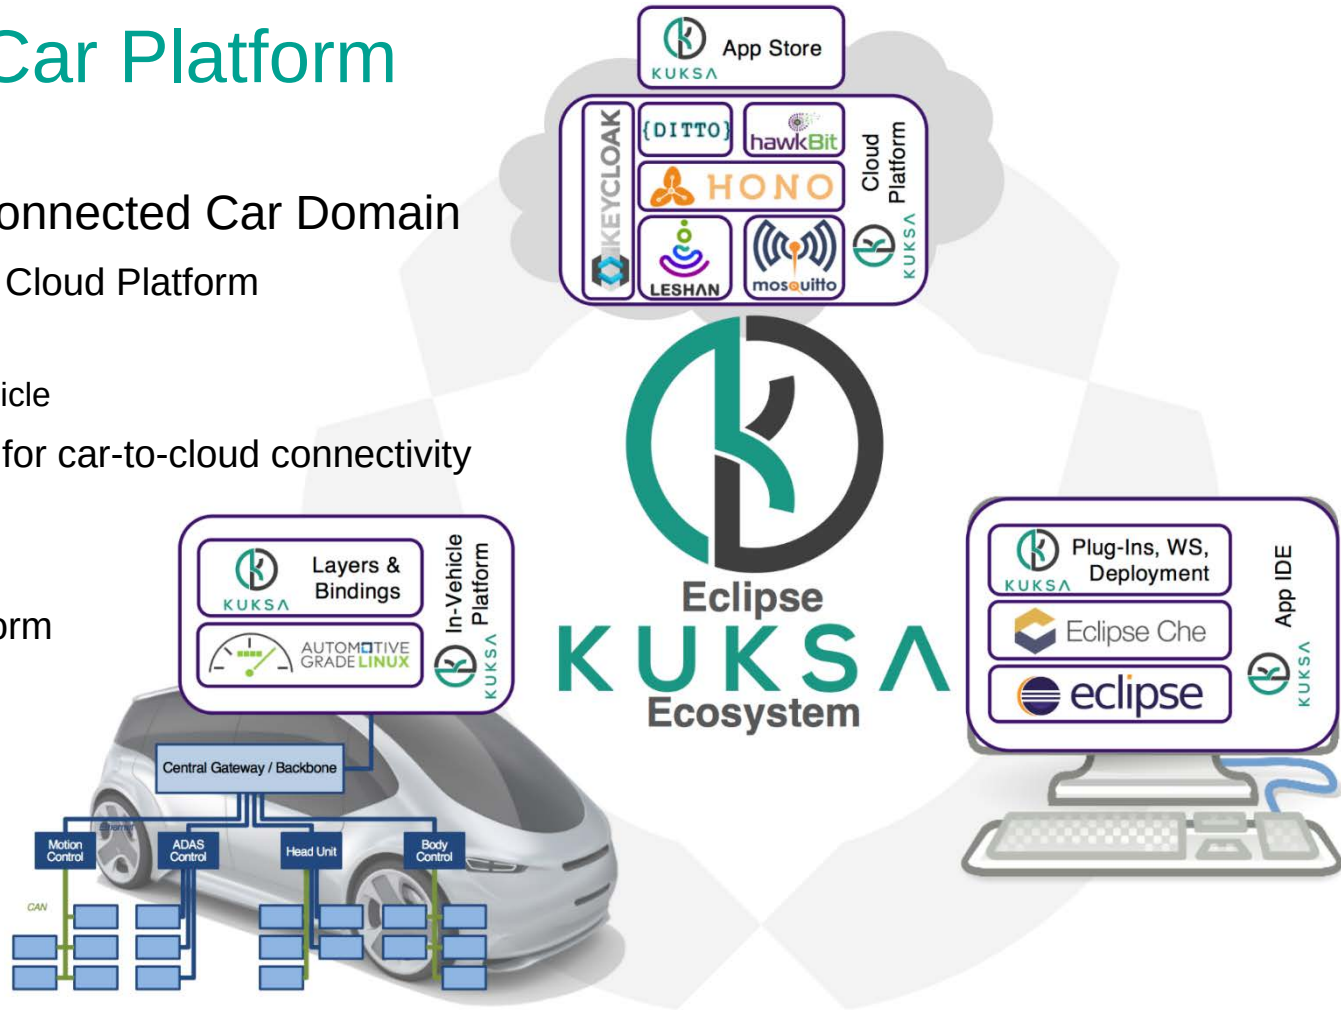 Car Platform
onnected Car Domain
Cloud Platform
icle
for car-to-cloud connectivity
orm
KUKSA
App Store
KEYCLOAK
{DITTO}
hawkBit
HONO
LESHAN
mosquitto
Cloud
Platform
KUKSA
Eclipse
KUKSA
Ecosystem
KUKSA
Layers &
Bindings
AUTOMOTIVE
GRADE LINUX
In-Vehicle
Platform
KUKSA
KUKSA
Plug-Ins, WS,
Deployment
Eclipse Che
eclipse
App IDE
KUKSA
Central Gateway / Backbone
Ethernet
Motion
Control
ADAS
Control
Head Unit
Body
Control
CAN